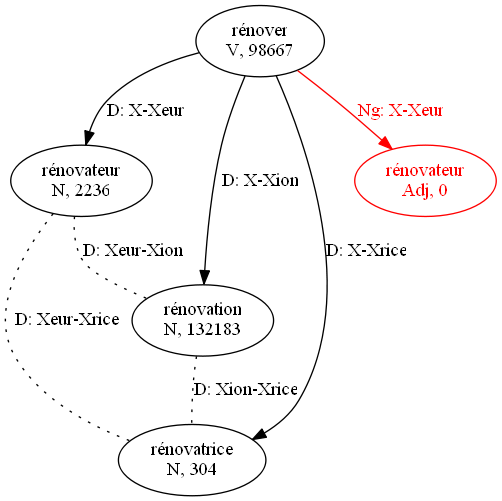 rénover
V, 98667
D: X-Xeur
Ng: X-Xeur
rénovateur
N, 2236
D: X-Xion
rénovateur
Adj, 0
D: Xeur-Xion
D: X-Xrice
rénovation
N, 132183
D: Xeur-Xrice
D: Xion-Xrice
rénovatrice
N, 304